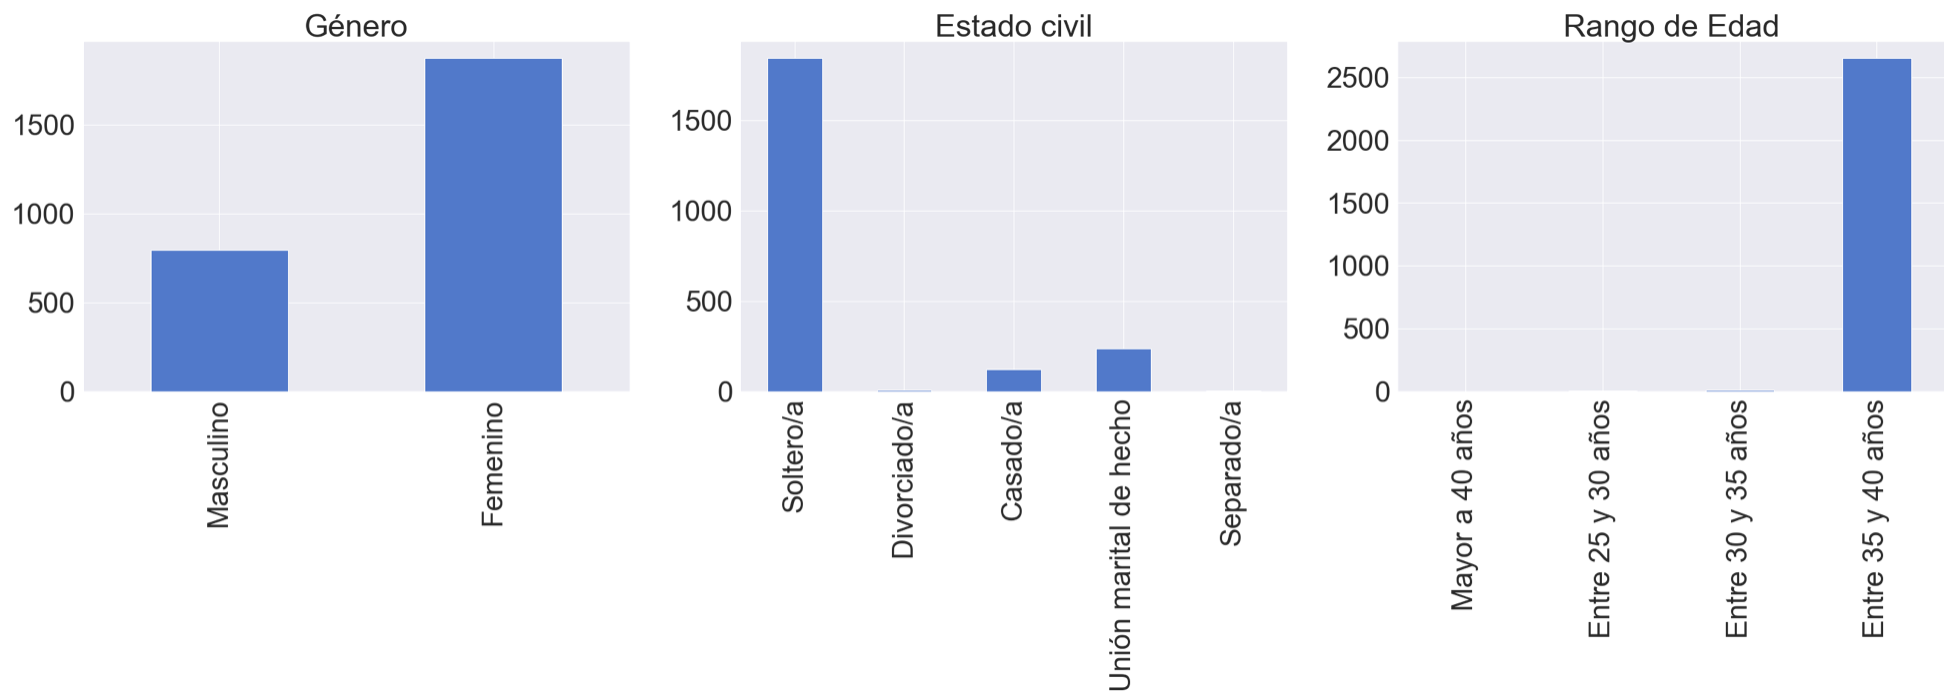 Género
1500
1000
500
0
Masculino
Femenino
Estado civil
1500
1000
500
0
Soltero/a
Divorciado/a
Casado/a
Unión marital de hecho
Separado/a
Rango de Edad
2500
2000
1500
1000
500
0
Mayor a 40 años
Entre 25 y 30 años
Entre 30 y 35 años
Entre 35 y 40 años